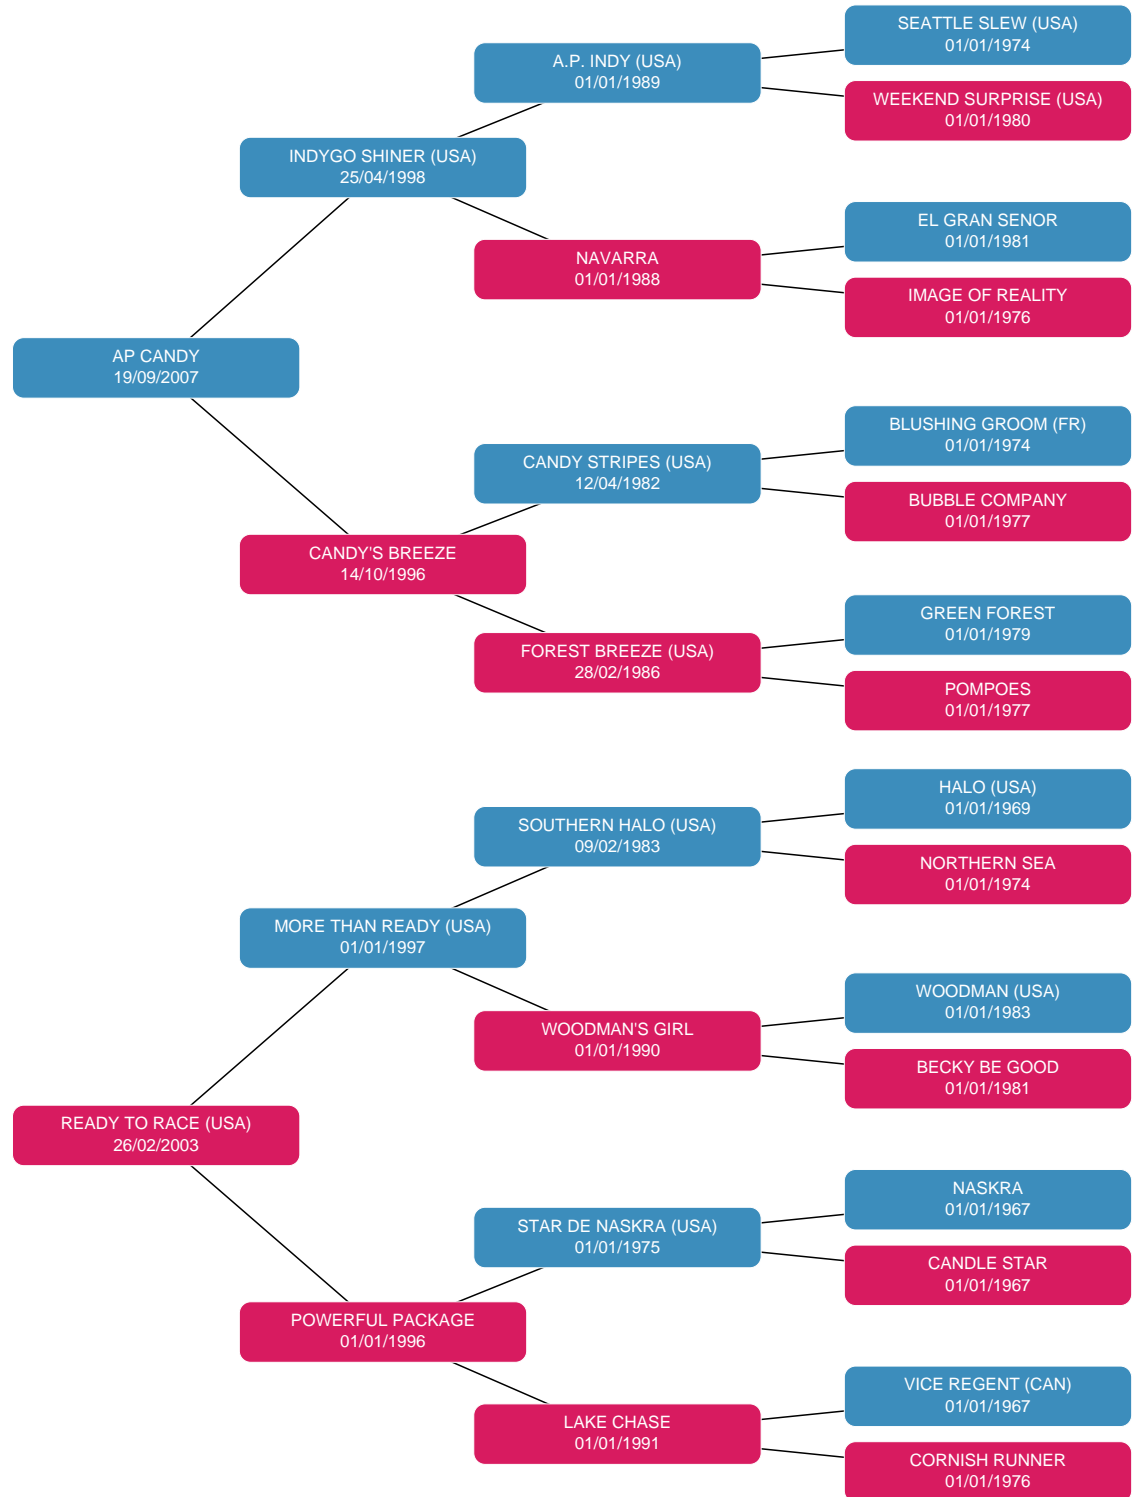 SEATTLE SLEW (USA)
01/01/1974
A.P. INDY (USA)
01/01/1989
WEEKEND SURPRISE (USA)
01/01/1980
INDYGO SHINER (USA)
25/04/1998
EL GRAN SENOR
01/01/1981
NAVARRA
01/01/1988
IMAGE OF REALITY
01/01/1976
AP CANDY
19/09/2007
BLUSHING GROOM (FR)
01/01/1974
CANDY STRIPES (USA)
12/04/1982
BUBBLE COMPANY
01/01/1977
CANDY'S BREEZE
14/10/1996
GREEN FOREST
01/01/1979
FOREST BREEZE (USA)
28/02/1986
POMPOES
01/01/1977
HALO (USA)
01/01/1969
SOUTHERN HALO (USA)
09/02/1983
NORTHERN SEA
01/01/1974
MORE THAN READY (USA)
01/01/1997
WOODMAN (USA)
01/01/1983
WOODMAN'S GIRL
01/01/1990
BECKY BE GOOD
01/01/1981
READY TO RACE (USA)
26/02/2003
NASKRA
01/01/1967
STAR DE NASKRA (USA)
01/01/1975
CANDLE STAR
01/01/1967
POWERFUL PACKAGE
01/01/1996
VICE REGENT (CAN)
01/01/1967
LAKE CHASE
01/01/1991
CORNISH RUNNER
01/01/1976